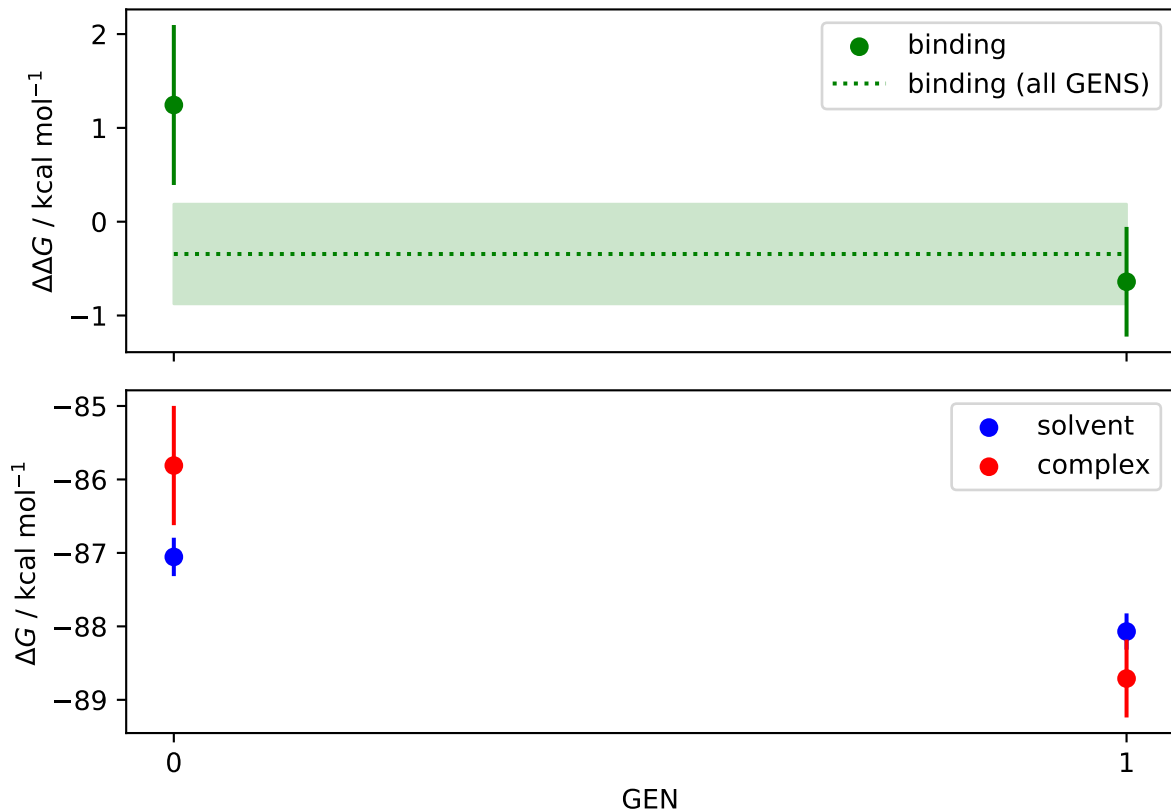 2
1
0
−1
ΔΔG / kcal mol⁻¹
binding
binding (all GENS)
−85
−86
−87
−88
−89
ΔG / kcal mol⁻¹
solvent
complex
0
1
GEN